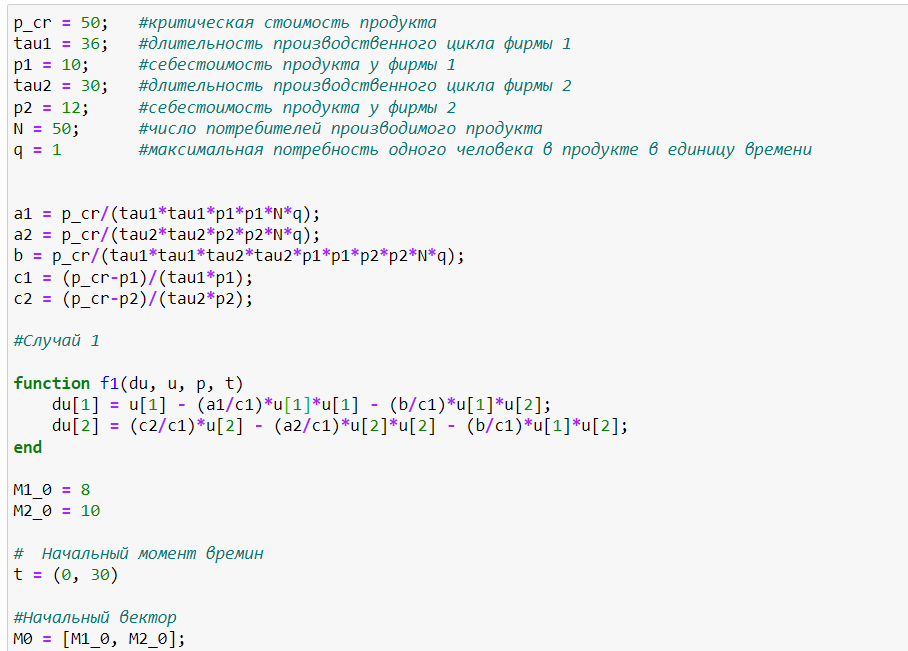 p_cr = 50;   #критическая стоимость продукта
tau1 = 36;   #длительность производственного цикла фирмы 1
p1 = 10;     #себестоимость продукта у фирмы 1
tau2 = 30;   #длительность производственного цикла фирмы 2
p2 = 12;     #себестоимость продукта у фирмы 2
N = 50;      #число потребителей производимого продукта
q = 1        #максимальная потребность одного человека в продукте в единицу времени
a1 = p_cr/(tau1*tau1*p1*p1*N*q);
a2 = p_cr/(tau2*tau2*p2*p2*N*q);
b = p_cr/(tau1*tau1*tau2*tau2*p1*p1*p2*p2*N*q);
c1 = (p_cr-p1)/(tau1*p1);
c2 = (p_cr-p2)/(tau2*p2);
#Случай 1
function f1(du, u, p, t)
    du[1] = u[1] - (a1/c1)*u[1]*u[1] - (b/c1)*u[1]*u[2];
    du[2] = (c2/c1)*u[2] - (a2/c1)*u[2]*u[2] - (b/c1)*u[1]*u[2];
end
M1_0 = 8
M2_0 = 10
#  Начальный момент времин
t = (0, 30)
#Начальный вектор
M0 = [M1_0, M2_0];